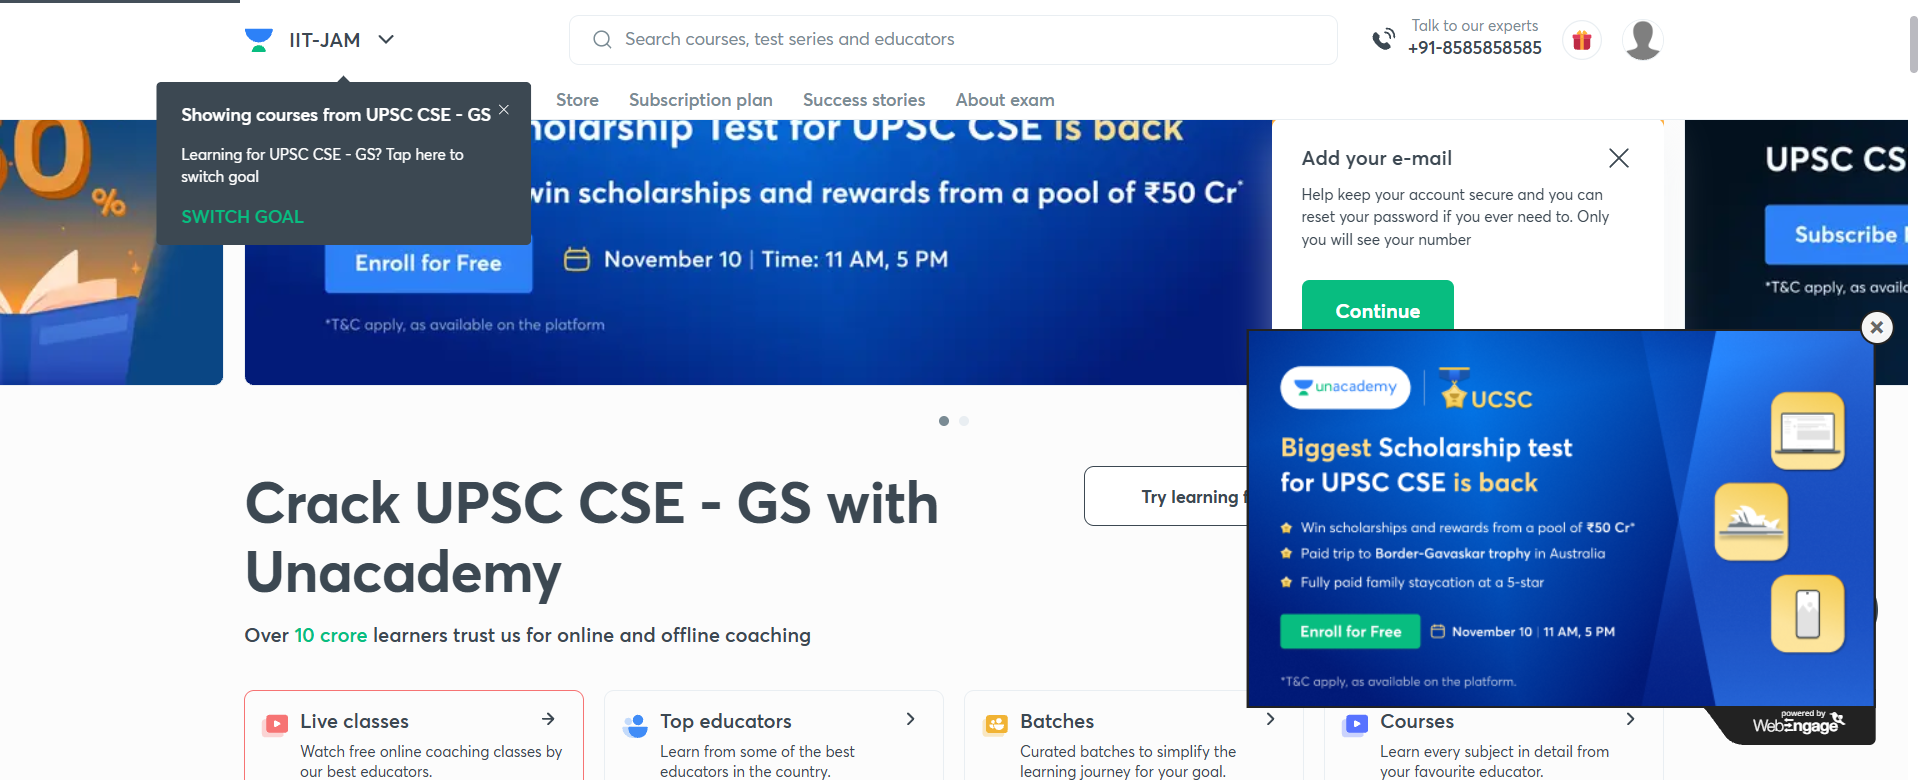 IIT-JAM
Search courses, test series and educators
Talk to our experts
+91-8585858585
Showing courses from UPSC CSE - GS
Learning for UPSC CSE - GS? Tap here to
switch goal
SWITCH GOAL
Store
Subscription plan
Success stories
About exam
50
%
Scholarship Test for UPSC CSE is back
win scholarships and rewards from a pool of ₹50 Cr*
Enroll for Free
November 10 | Time: 11 AM, 5 PM
*T&C apply, as available on the platform
Add your e-mail
Help keep your account secure and you can
reset your password if you ever need to. Only
you will see your number
Continue
UPSC CS
Subscribe
*T&C apply, as availa
unacademy
UCSC
Biggest Scholarship test
for UPSC CSE is back
Win scholarships and rewards from a pool of ₹50 Cr*
Paid trip to Border-Gavaskar trophy in Australia
Fully paid family staycation at a 5-star
Enroll for Free
November 10 | 11 AM, 5 PM
*T&C apply, as available on the platform.
powered by
WebEngage
Crack UPSC CSE - GS with
Unacademy
Try learning
Over 10 crore learners trust us for online and offline coaching
Live classes
Watch free online coaching classes by
our best educators.
Top educators
Learn from some of the best
educators in the country.
Batches
Curated batches to simplify the
learning journey for your goal.
Courses
Learn every subject in detail from
your favourite educator.